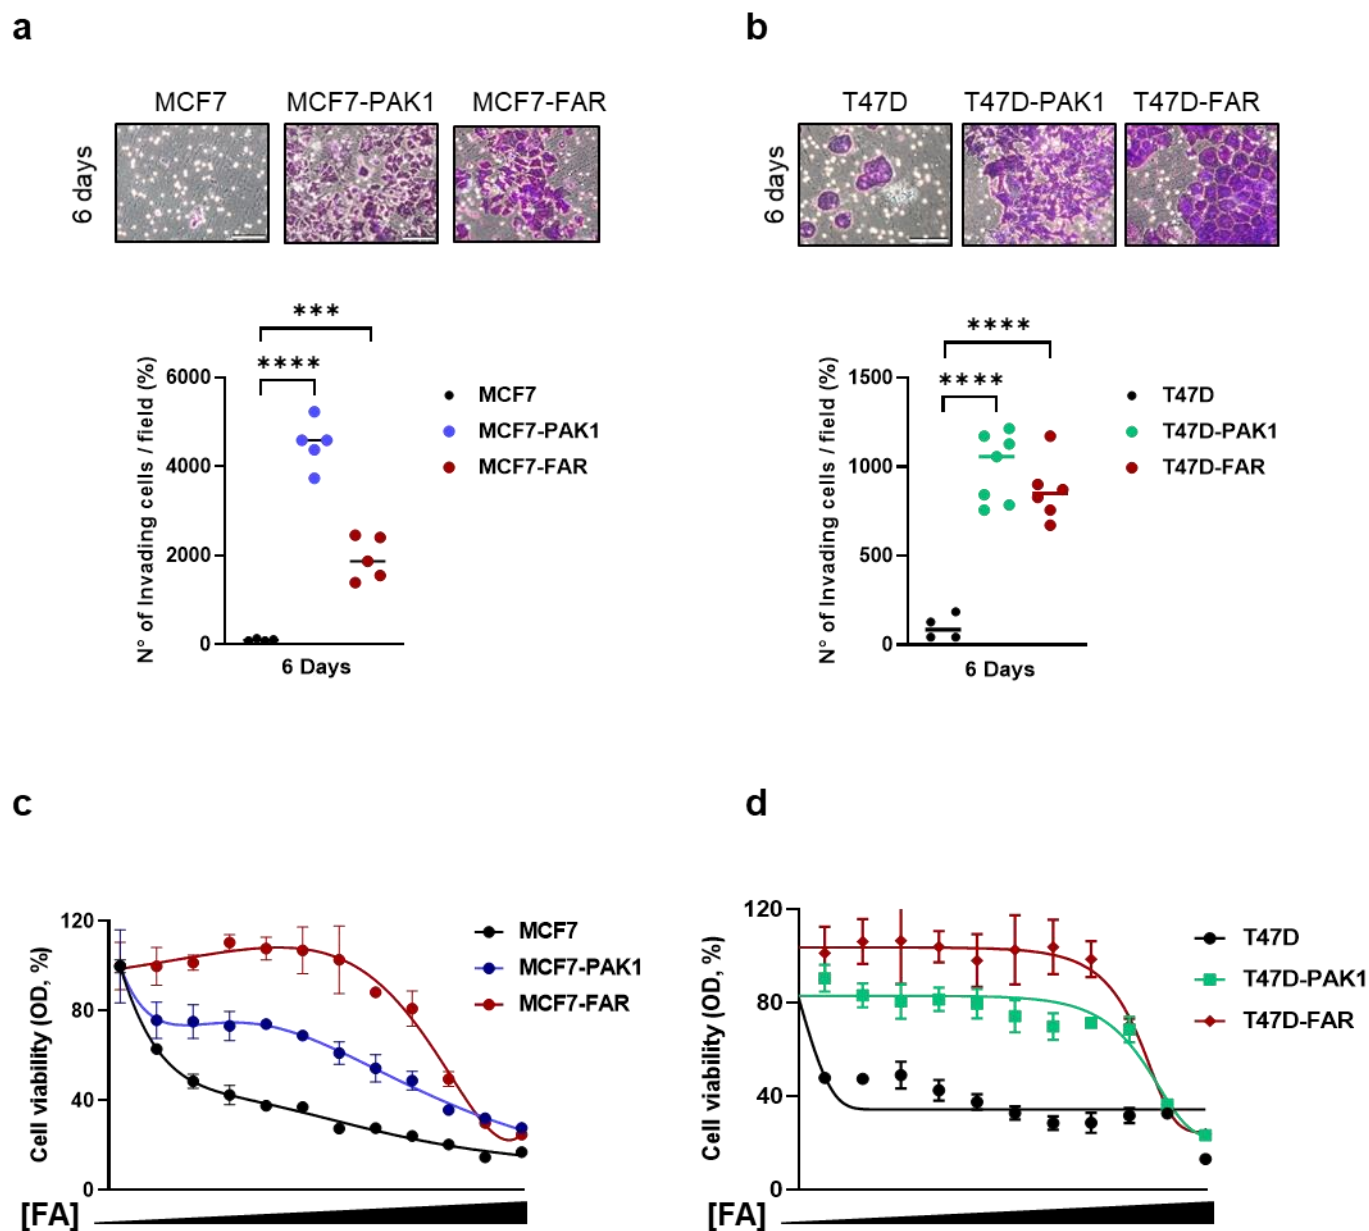 a
b
MCF7 MCF7-PAK1 MCF7-FAR
T47D T47D-PAK1 T47D-FAR
6 days
6 days
***
****
N° of Invading cells / field (%)
6000
4000
2000
0
6 Days
MCF7
MCF7-PAK1
MCF7-FAR
****
****
N° of Invading cells / field (%)
1500
1000
500
0
6 Days
T47D
T47D-PAK1
T47D-FAR
c
d
Cell viability (OD, %)
120
80
40
0
[FA]
MCF7
MCF7-PAK1
MCF7-FAR
Cell viability (OD, %)
120
80
40
0
[FA]
T47D
T47D-PAK1
T47D-FAR